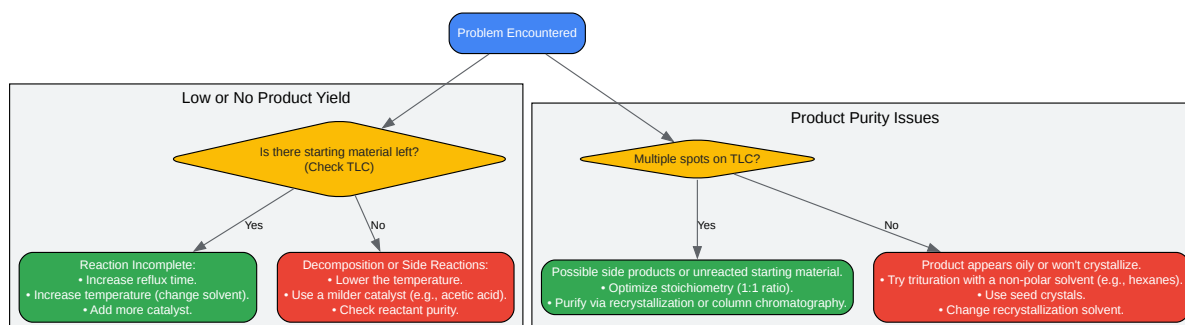 Problem Encountered
Low or No Product Yield
Is there starting material left?
(Check TLC)
Yes
No
Reaction Incomplete:
• Increase reflux time.
• Increase temperature (change solvent).
• Add more catalyst.
Decomposition or Side Reactions:
• Lower the temperature.
• Use a milder catalyst (e.g., acetic acid).
• Check reactant purity.
Product Purity Issues
Multiple spots on TLC?
Yes
No
Possible side products or unreacted starting material.
• Optimize stoichiometry (1:1 ratio).
• Purify via recrystallization or column chromatography.
Product appears oily or won't crystallize.
• Try trituration with a non-polar solvent (e.g., hexanes).
• Use seed crystals.
• Change recrystallization solvent.